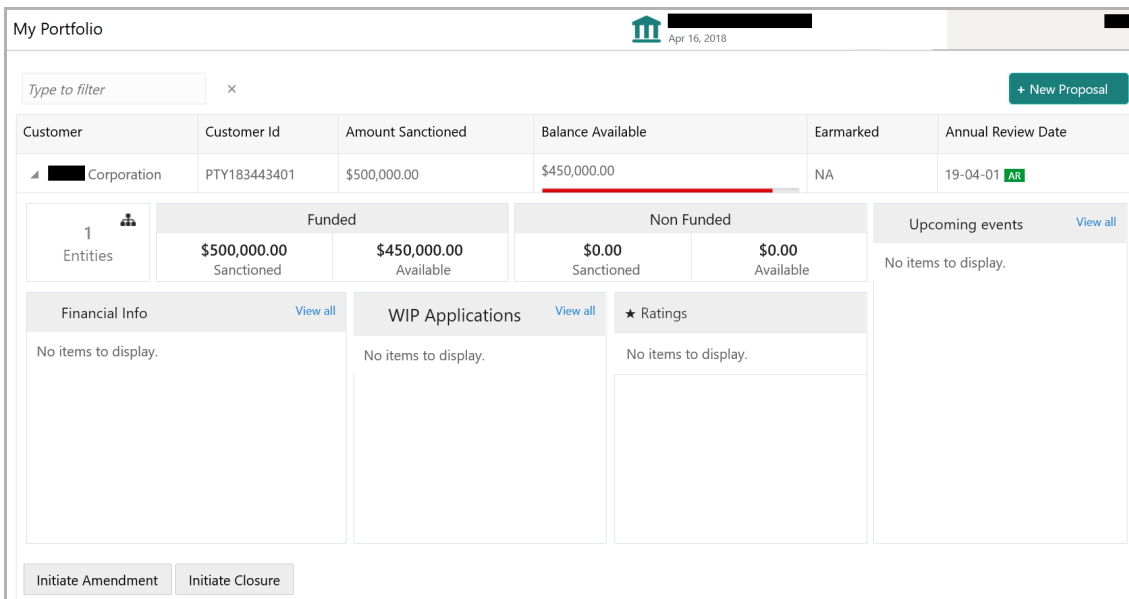 My Portfolio
Apr 16, 2018
Type to filter ×
+ New Proposal
Customer Customer Id Amount Sanctioned Balance Available Earmarked Annual Review Date
Corporation PTY183443401 $500,000.00 $450,000.00 NA 19-04-01 AR
1
Entities
Funded
$500,000.00 $450,000.00
Sanctioned Available
Non Funded
$0.00 $0.00
Sanctioned Available
Upcoming events View all
No items to display.
Financial Info View all
No items to display.
WIP Applications View all
No items to display.
★ Ratings
No items to display.
Initiate Amendment Initiate Closure